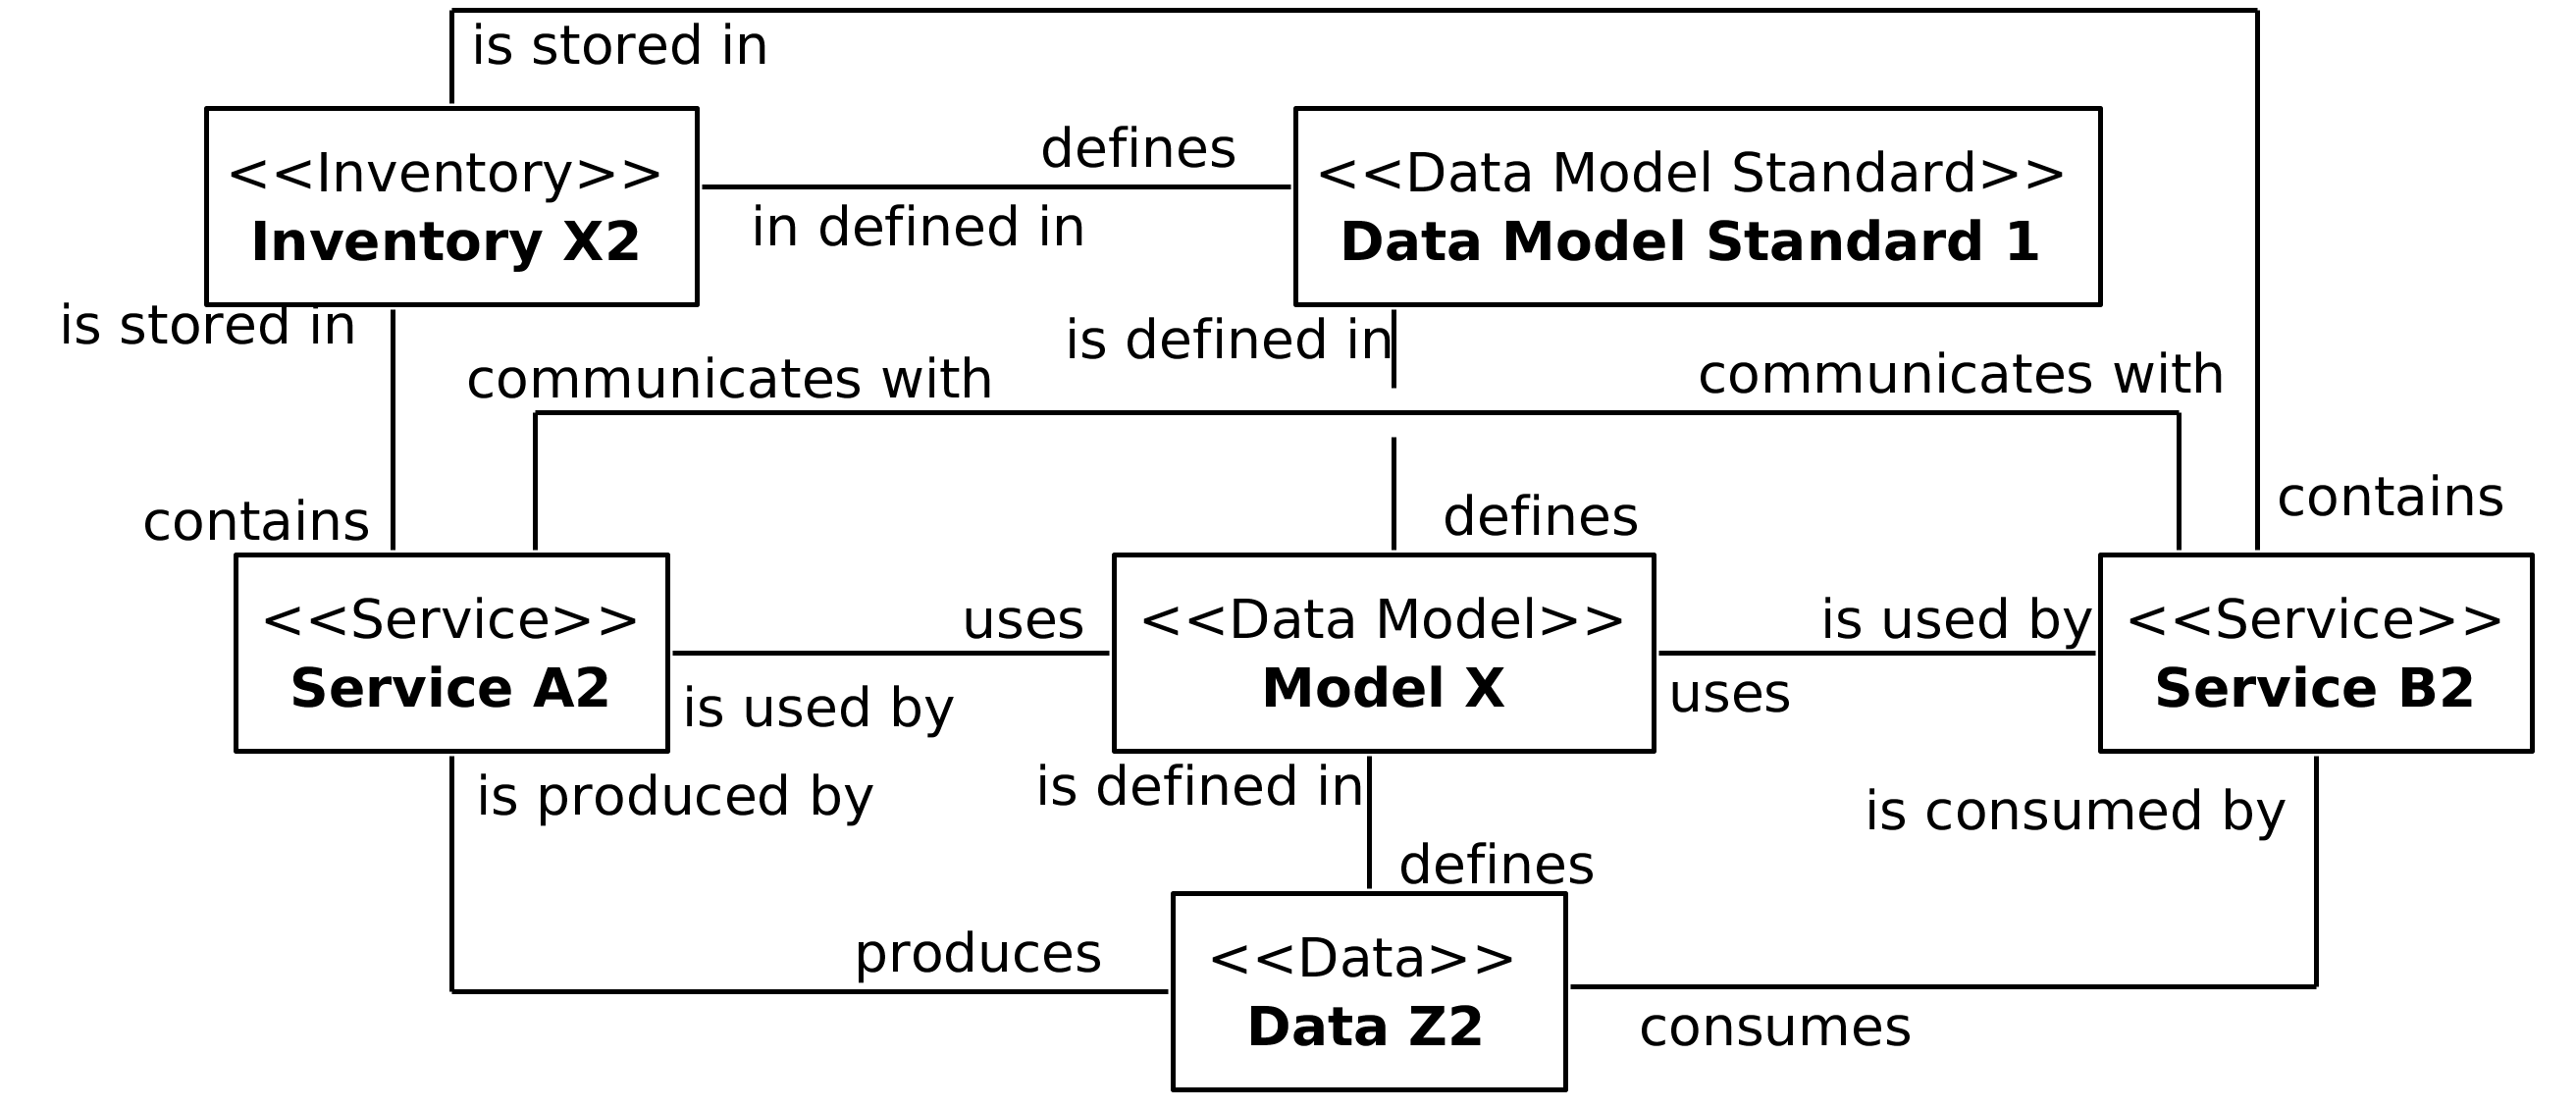 is stored in
defines
<<Inventory>>
Inventory X2
<<Data Model Standard>>
Data Model Standard 1
in defined in
is stored in
is defined in
communicates with
communicates with
contains
defines
contains
<<Service>>
Service A2
uses
<<Data Model>>
Model X
is used by
<<Service>>
Service B2
is used by
uses
is produced by
is defined in
is consumed by
defines
produces
<<Data>>
Data Z2
consumes